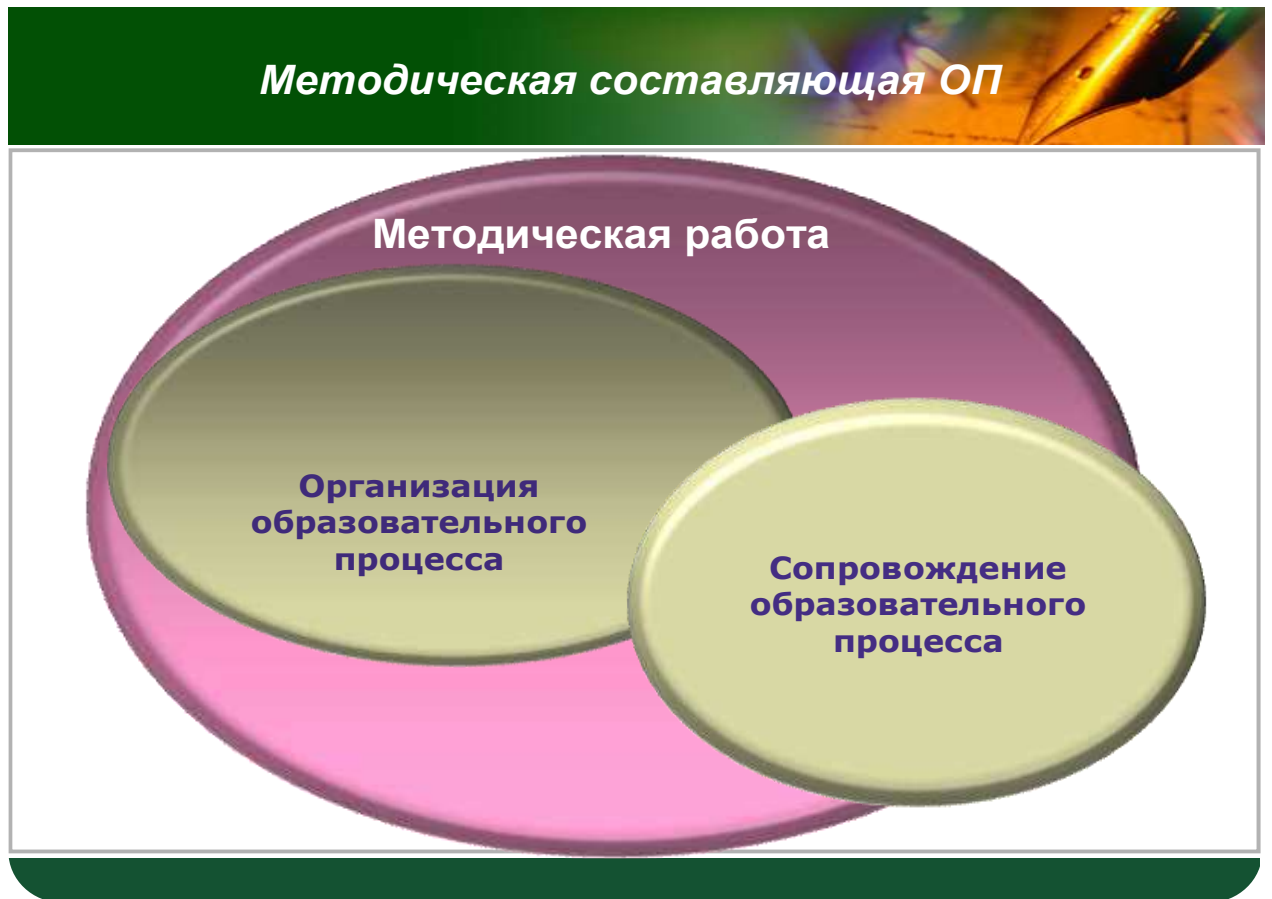 Методическая составляющая ОП
Методическая работа
Организация
образовательного
процесса
Сопровождение
образовательного
процесса